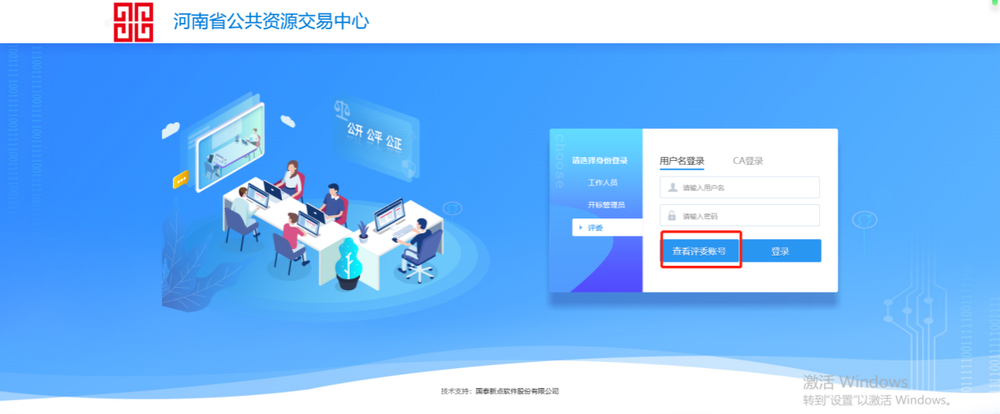 河南省公共资源交易中心
公开 公平 公正
choose
请选择身份登录
工作人员
开标管理员
评委
用户名登录
CA登录
请输入用户名
请输入密码
查看评委账号
登录
技术支持：国泰新点软件股份有限公司
激活 Windows
转到"设置"以激活 Windows。